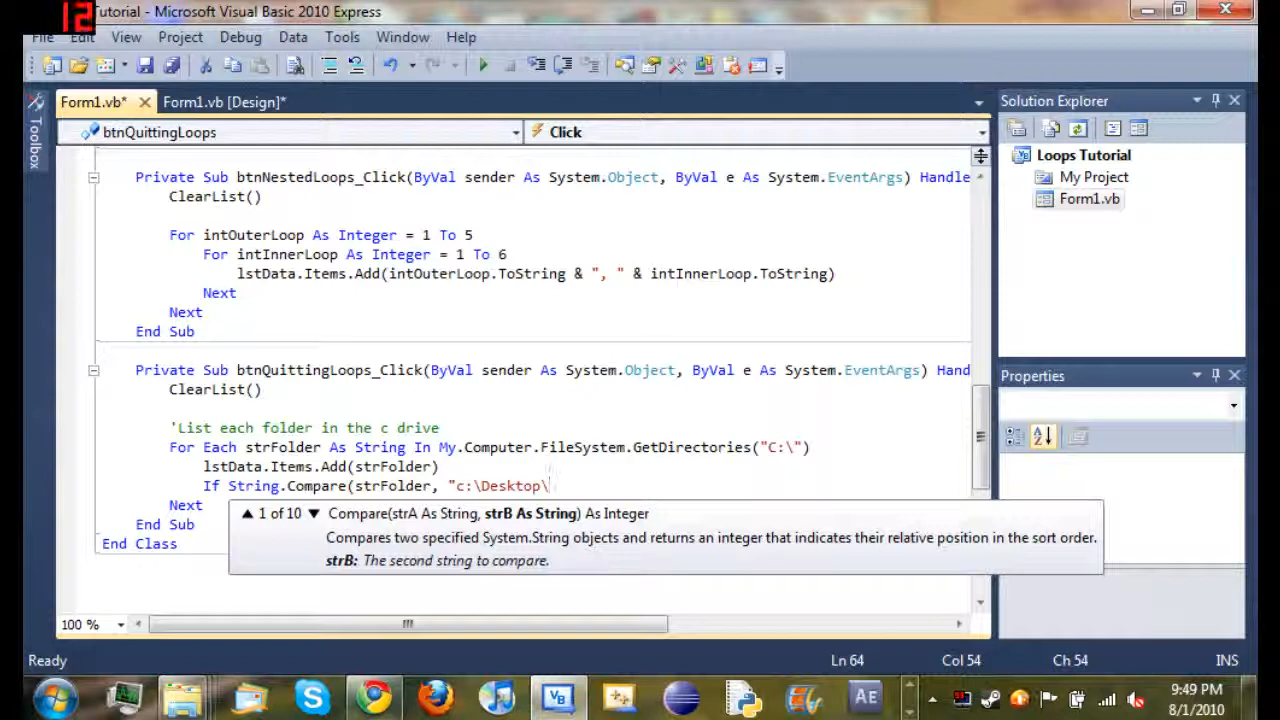 12
Tutorial - Microsoft Visual Basic 2010 Express
File Edit View Project Debug Data Tools Window Help
Form1.vb* Form1.vb [Design]*
Toolbox
btnQuittingLoops Click
Private Sub btnNestedLoops_Click(ByVal sender As System.Object, ByVal e As System.EventArgs) Handle
ClearList()
For intOuterLoop As Integer = 1 To 5
For intInnerLoop As Integer = 1 To 6
lstData.Items.Add(intOuterLoop.ToString & ", " & intInnerLoop.ToString)
Next
Next
End Sub
Private Sub btnQuittingLoops_Click(ByVal sender As System.Object, ByVal e As System.EventArgs) Hand
ClearList()
'List each folder in the c drive
For Each strFolder As String In My.Computer.FileSystem.GetDirectories("C:\")
lstData.Items.Add(strFolder)
If String.Compare(strFolder, "c:\Desktop\
Next
End Sub
End Class
1 of 10 Compare(strA As String, strB As String) As Integer
Compares two specified System.String objects and returns an integer that indicates their relative position in the sort order.
strB: The second string to compare.
100 %
Solution Explorer
Loops Tutorial
My Project
Form1.vb
Properties
Ready Ln 64 Col 54 Ch 54 INS
VB AE
9:49 PM
8/1/2010